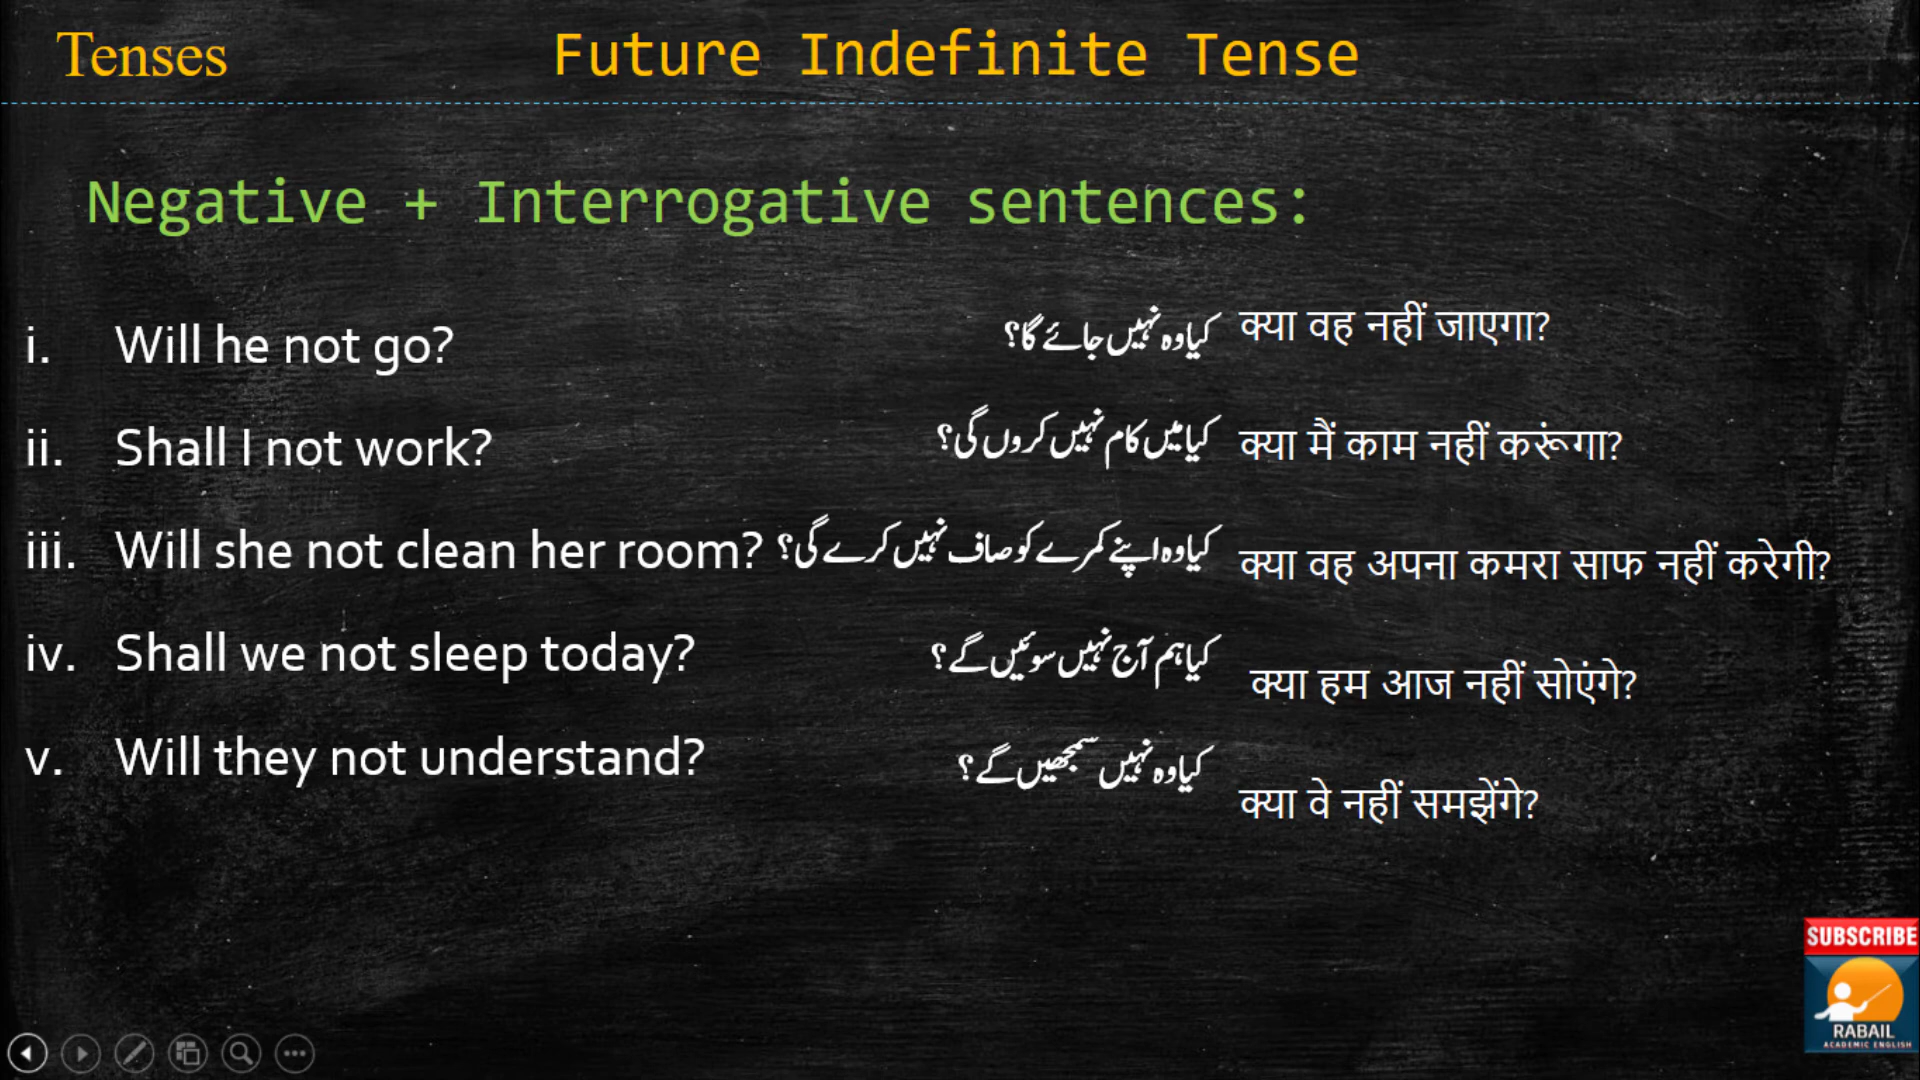 Tenses
Future Indefinite Tense
Negative + Interrogative sentences:
i. Will he not go? کیا وہ نہیں جائے گا؟ क्या वह नहीं जाएगा?
ii. Shall I not work? کیا میں کام نہیں کروں گی؟ क्या मैं काम नहीं करूंगा?
iii. Will she not clean her room? کیا وہ اپنے کمرے کو صاف نہیں کرے گی؟ क्या वह अपना कमरा साफ नहीं करेगी?
iv. Shall we not sleep today? کیا ہم آج نہیں سوئیں گے؟ क्या हम आज नहीं सोएंगे?
v. Will they not understand? کیا وہ نہیں سمجھیں گے؟ क्या वे नहीं समझेंगे?
SUBSCRIBE
RABAIL
ACADEMIC ENGLISH